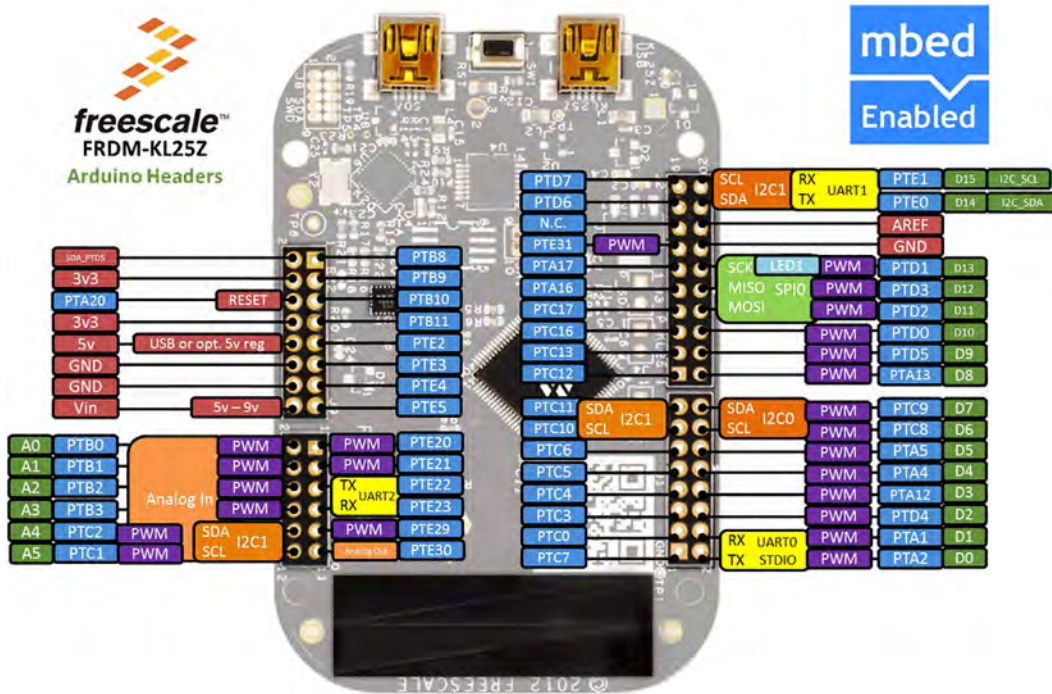 freescale™
FRDM-KL25Z
Arduino Headers
mbed
Enabled
PTD7 SCL I2C1 RX UART1 PTE1 D15 I2C_SCL
PTD6 SDA TX PTE0 D14 I2C_SDA
N.C. AREF
PTE31 PWM GND
SDA_PTD5 PTB8 PTA17 SCK LED1 PWM PTD1 D13
3v3 PTB9 PTA16 MISO SPI0 PWM PTD3 D12
PTA20 RESET PTB10 PTC17 MOSI PWM PTD2 D11
3v3 PTB11 PTC16 PWM PTD0 D10
5v USB or opt. 5v reg PTE2 PTC13 PWM PTD5 D9
GND PTE3 PTC12 PWM PTA13 D8
GND PTE4
Vin 5v – 9v PTE5 PTC11 SDA I2C1 SDA I2C0 PWM PTC9 D7
PTC10 SCL SCL PWM PTC8 D6
A0 PTB0 Analog In PWM PWM PTE20 PTC6 PWM PTA5 D5
A1 PTB1 PWM PWM PTE21 PTC5 PWM PTA4 D4
A2 PTB2 PWM TX UART2 PTE22 PTC4 PWM PTA12 D3
A3 PTB3 PWM RX PTE23 PTC3 PWM PTD4 D2
A4 PTC2 PWM SDA I2C1 PWM PTE29 PTC0 RX UART0 PWM PTA1 D1
A5 PTC1 PWM SCL Analog Out PTE30 PTC7 TX STDIO PWM PTA2 D0
© 2012 FREESCALE